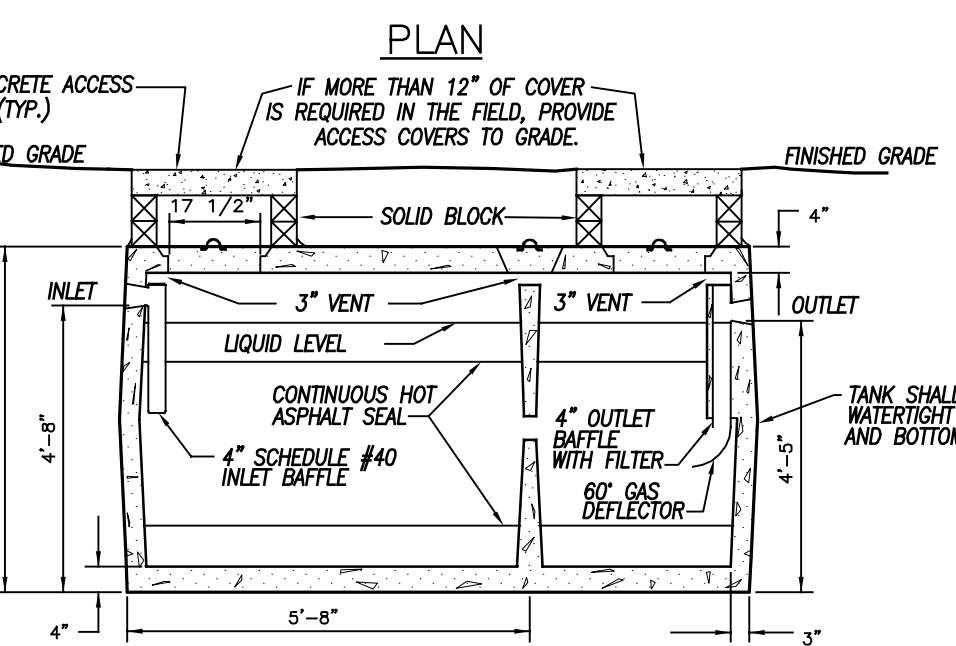 PLAN
CRETE ACCESS
(TYP.)
IF MORE THAN 12" OF COVER
IS REQUIRED IN THE FIELD, PROVIDE
ACCESS COVERS TO GRADE.
ED GRADE
FINISHED GRADE
17 1/2"
SOLID BLOCK
4"
INLET
3" VENT
3" VENT
OUTLET
LIQUID LEVEL
CONTINUOUS HOT
ASPHALT SEAL
4" OUTLET
BAFFLE
WITH FILTER
TANK SHALL
WATERTIGHT
AND BOTTOM
4'-8"
4" SCHEDULE #40
INLET BAFFLE
4'-5"
60° GAS
DEFLECTOR
4"
5'-8"
3"